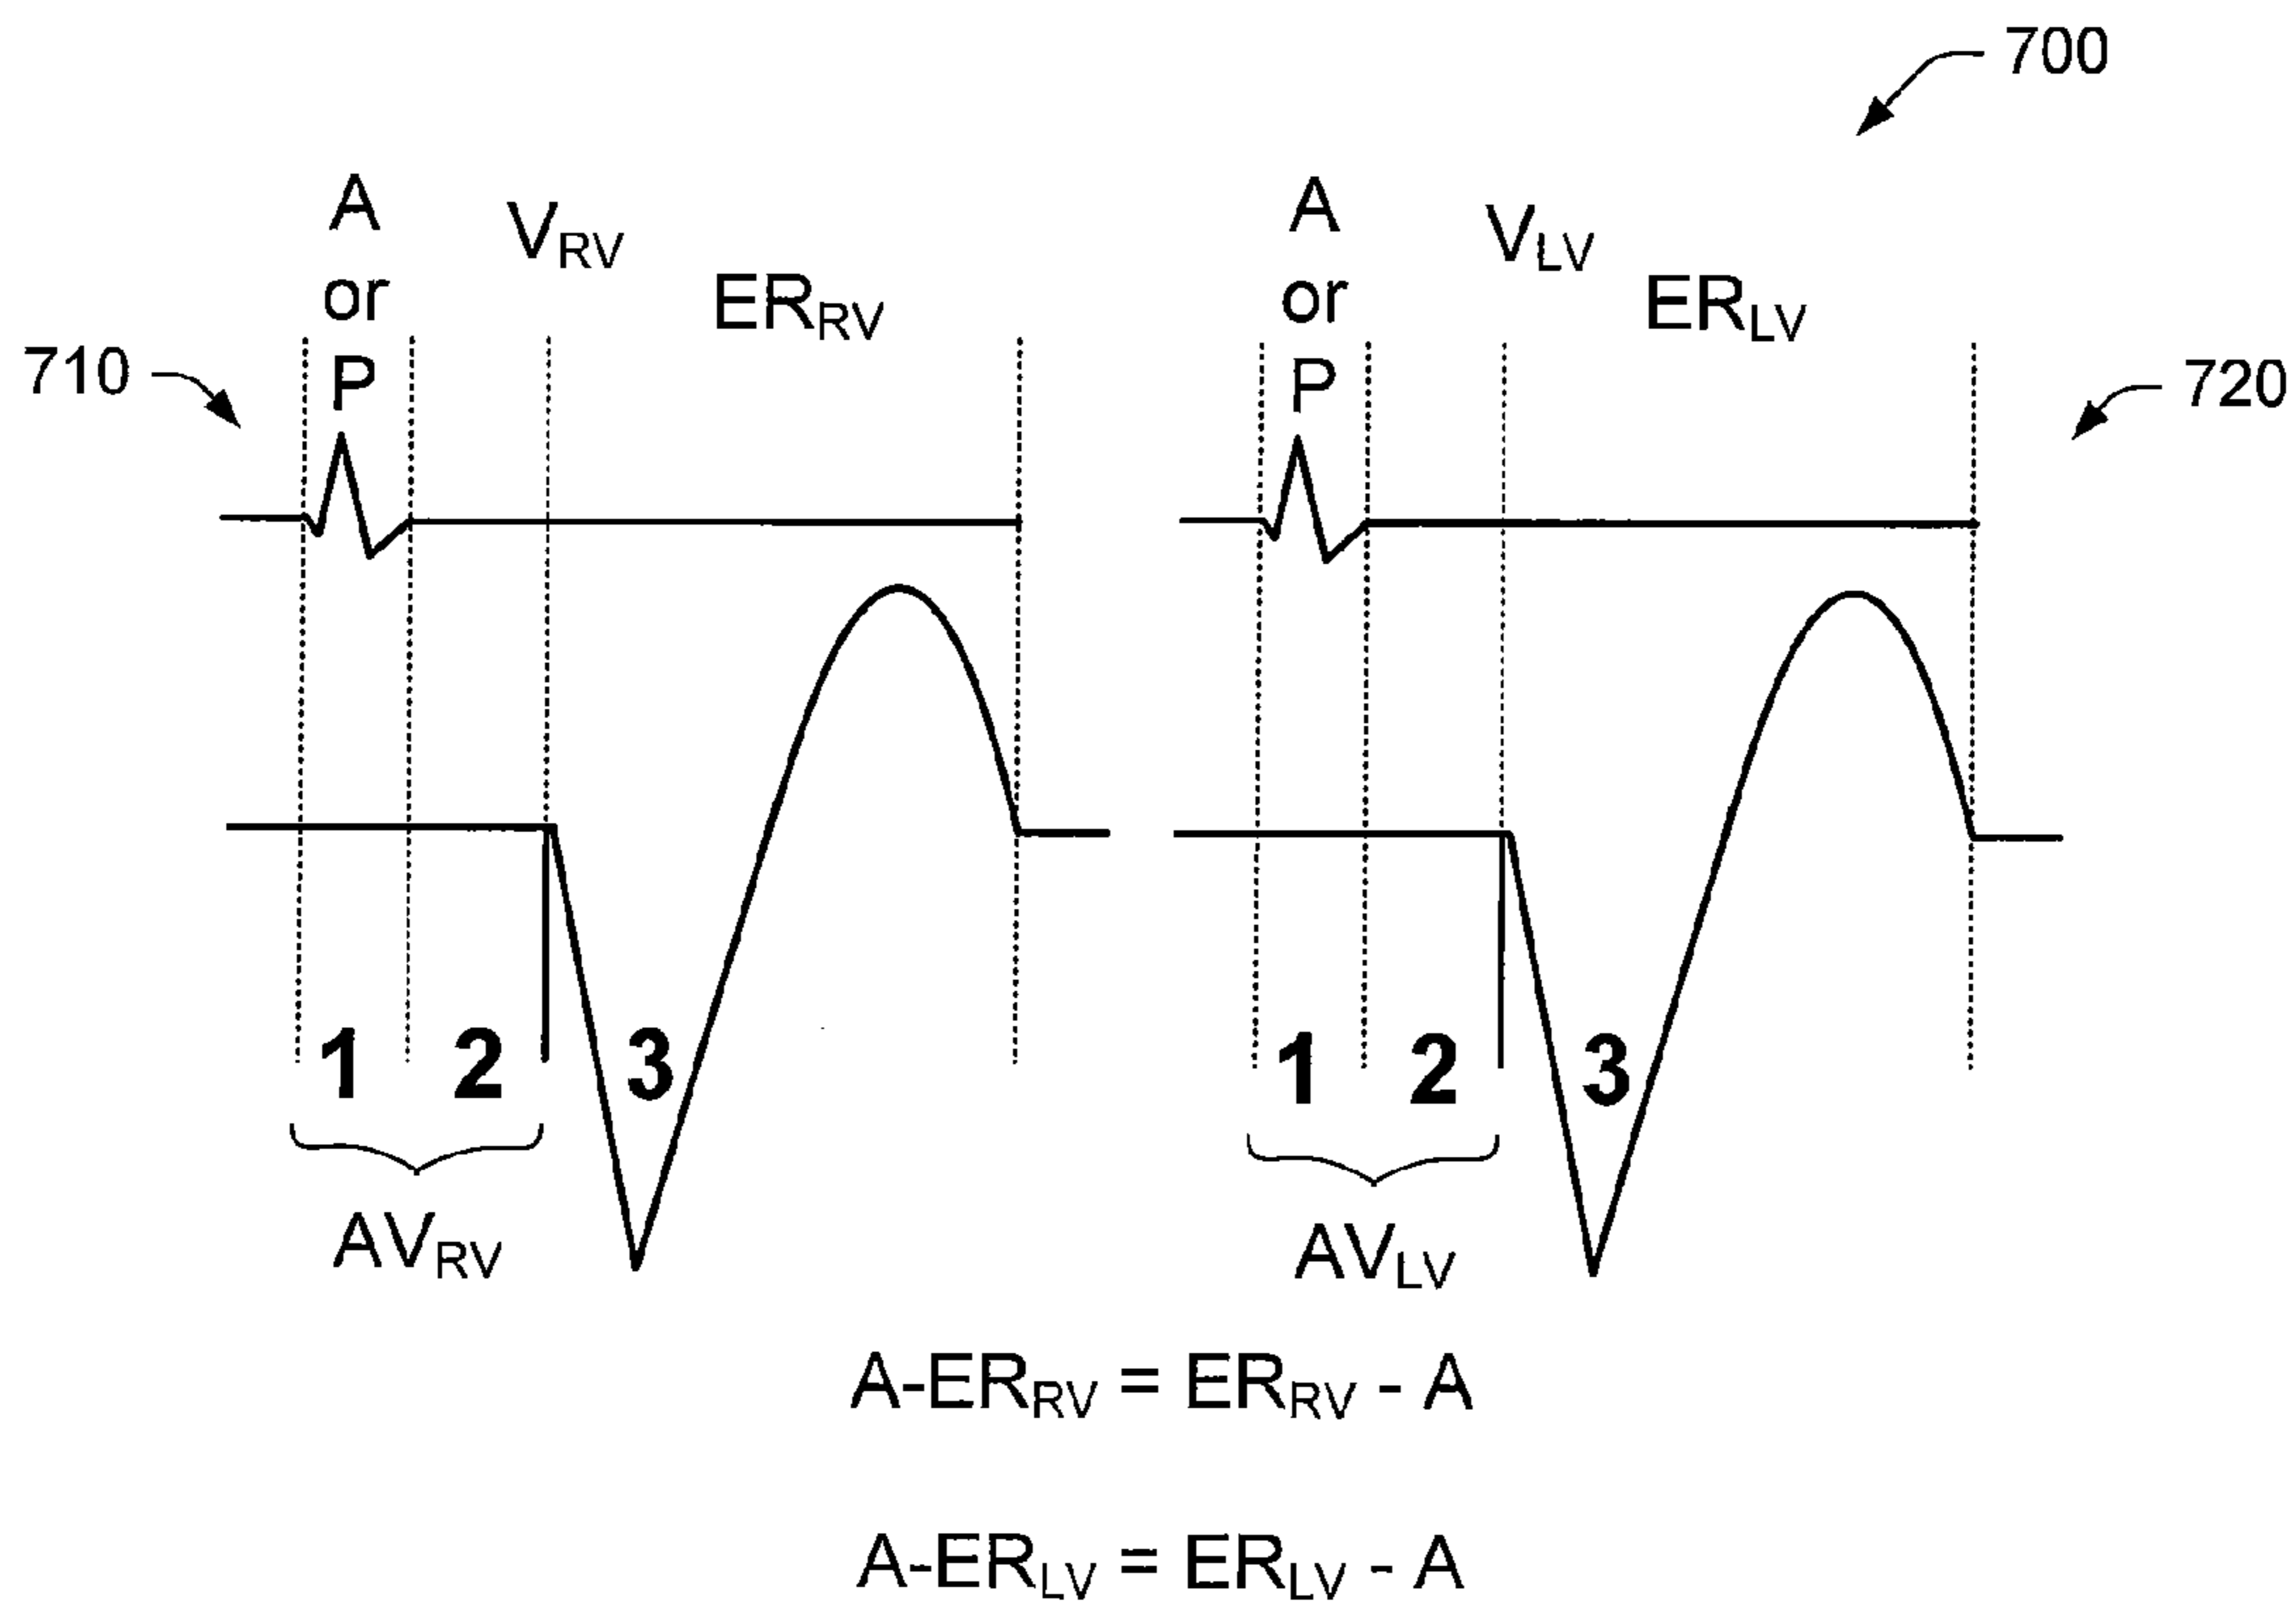 700
A
or
P
V_RV
ER_RV
A
or
P
V_LV
ER_LV
710
720
1 2 3
1 2 3
AV_RV
AV_LV
A-ER_RV = ER_RV - A
A-ER_LV = ER_LV - A